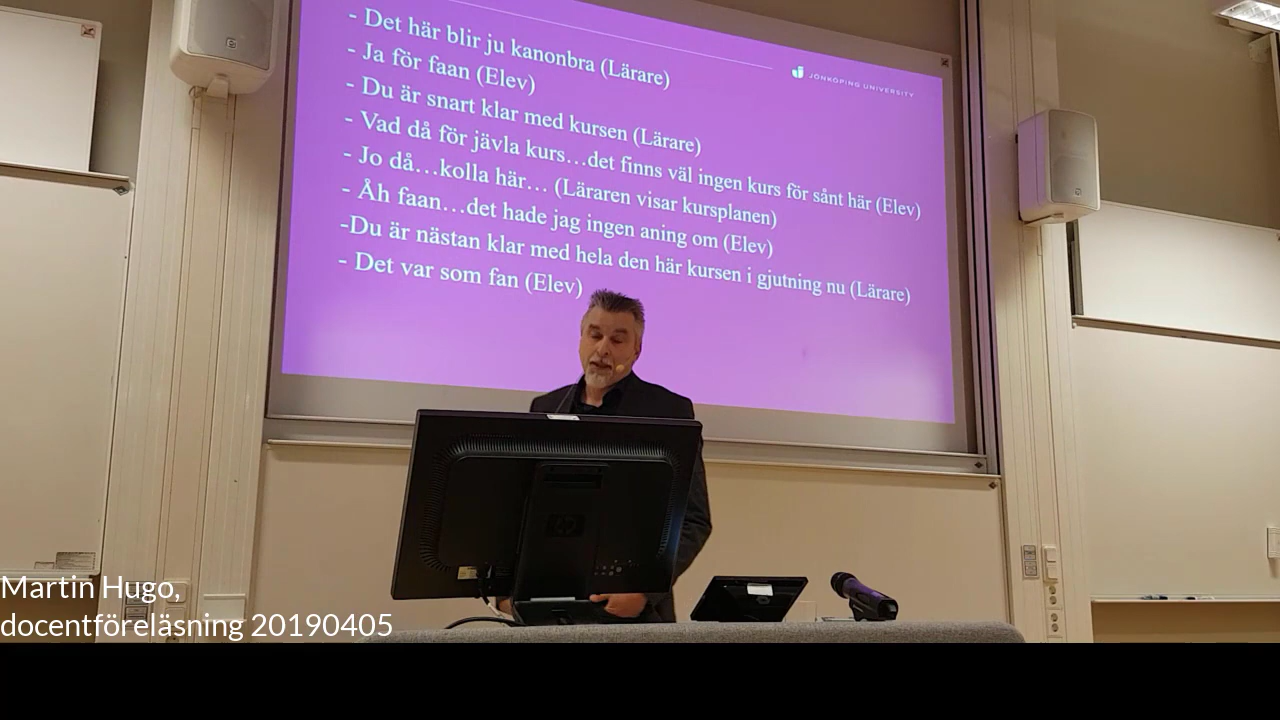 - Det här blir ju kanonbra (Lärare)
- Ja för faan (Elev)
- Du är snart klar med kursen (Lärare)
- Vad då för jävla kurs…det finns väl ingen kurs för sånt här (Elev)
- Jo då…kolla här… (Läraren visar kursplanen)
- Åh faan…det hade jag ingen aning om (Elev)
-Du är nästan klar med hela den här kursen i gjutning nu (Lärare)
- Det var som fan (Elev)
JÖNKÖPING UNIVERSITY
Martin Hugo,
docentföreläsning 20190405